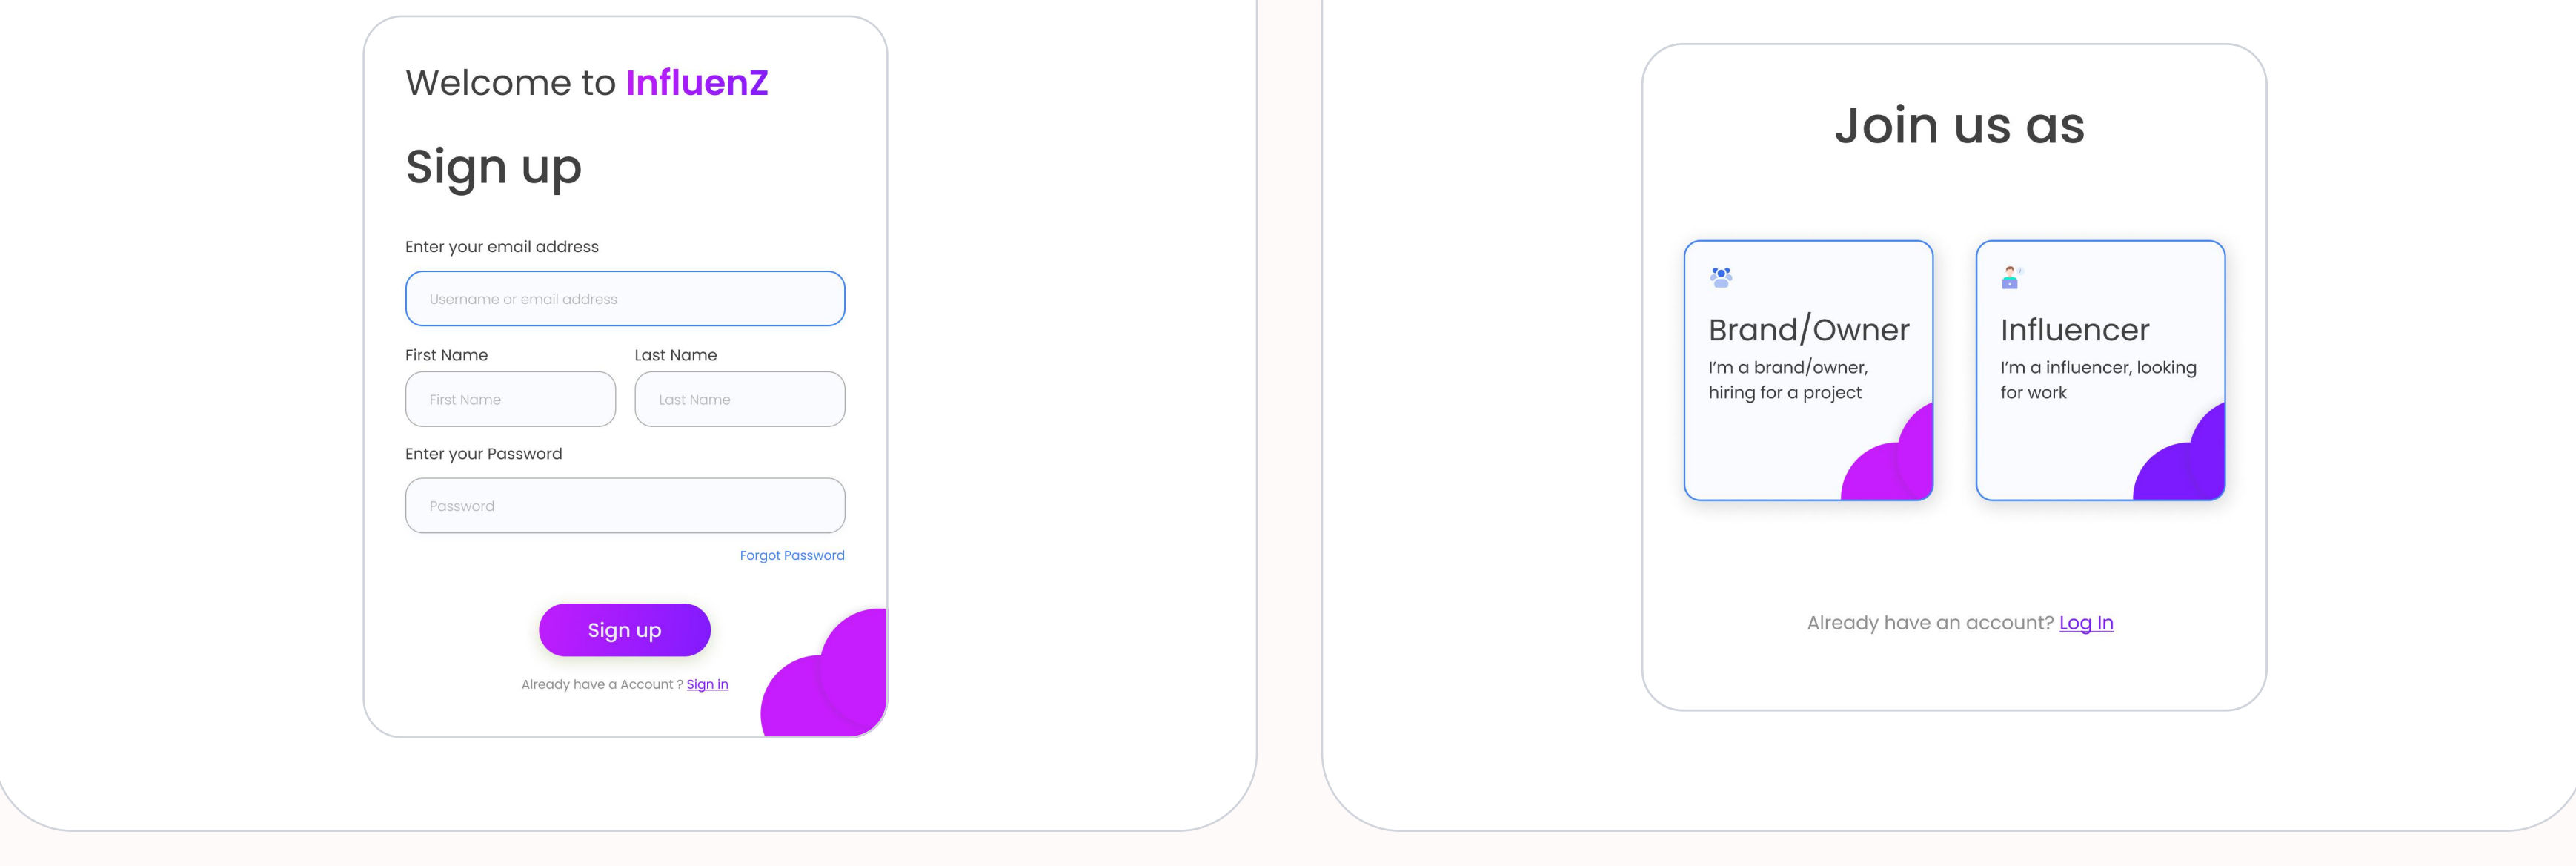 Welcome to InfluenZ
Sign up
Enter your email address
Username or email address
First Name
Last Name
First Name
Last Name
Enter your Password
Password
Forgot Password
Sign up
Already have a Account ? Sign in
Join us as
Brand/Owner
I'm a brand/owner,
hiring for a project
Influencer
I'm a influencer, looking
for work
Already have an account? Log In